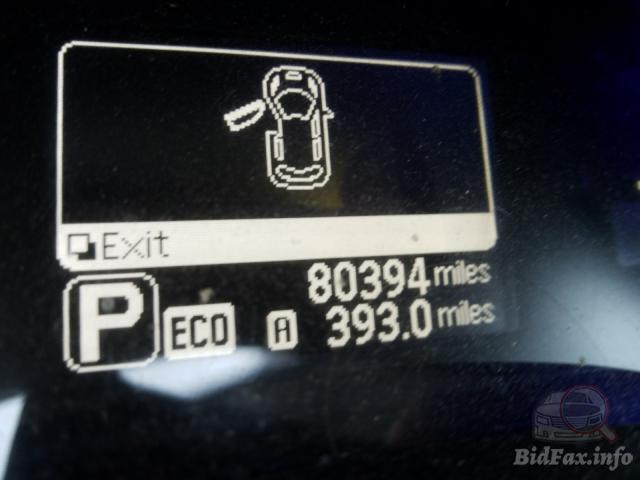 Exit
80394 miles
P ECO A 393.0 miles
BidFax.info